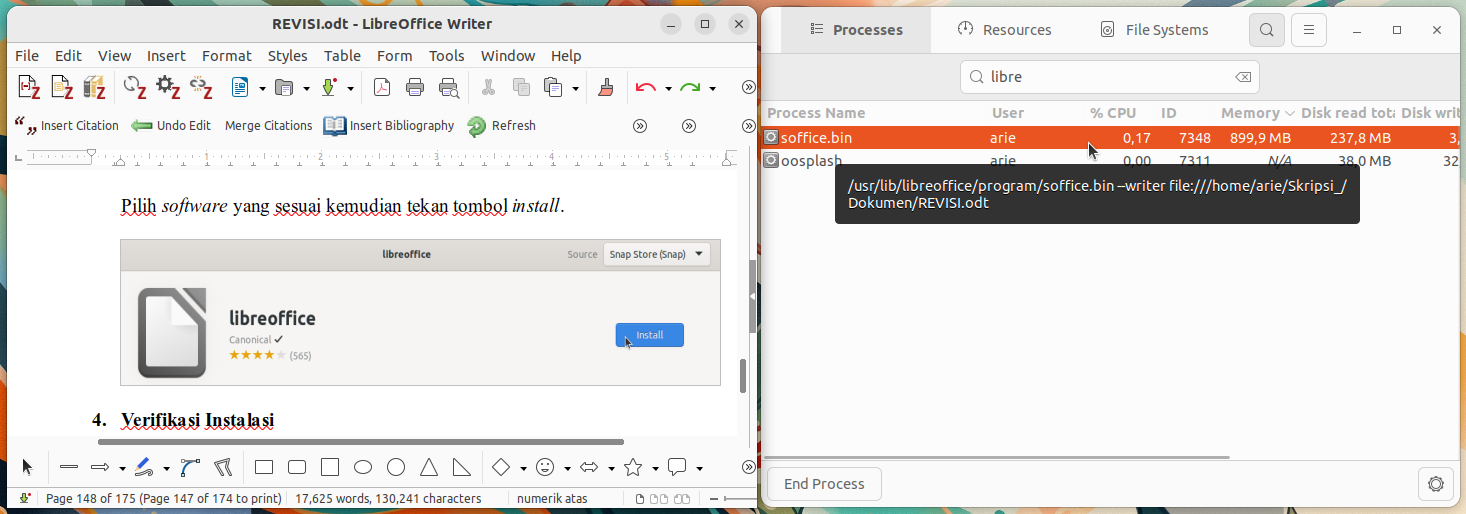 REVISI.odt - LibreOffice Writer
File Edit View Insert Format Styles Table Form Tools Window Help
Insert Citation Undo Edit Merge Citations Insert Bibliography Refresh
1 2 3 4 5
Pilih software yang sesuai kemudian tekan tombol install.
libreoffice Source Snap Store (Snap)
libreoffice
Canonical
(565)
Install
4. Verifikasi Instalasi
Page 148 of 175 (Page 147 of 174 to print) 17,625 words, 130,241 characters numerik atas
Processes Resources File Systems
libre
Process Name User % CPU ID Memory Disk read tota Disk writ
soffice.bin arie 0,17 7348 899,9 MB 237,8 MB 3,
oosplash arie 0,00 7311 N/A 38,0 MB 32
/usr/lib/libreoffice/program/soffice.bin --writer file:///home/arie/Skripsi_/
Dokumen/REVISI.odt
End Process